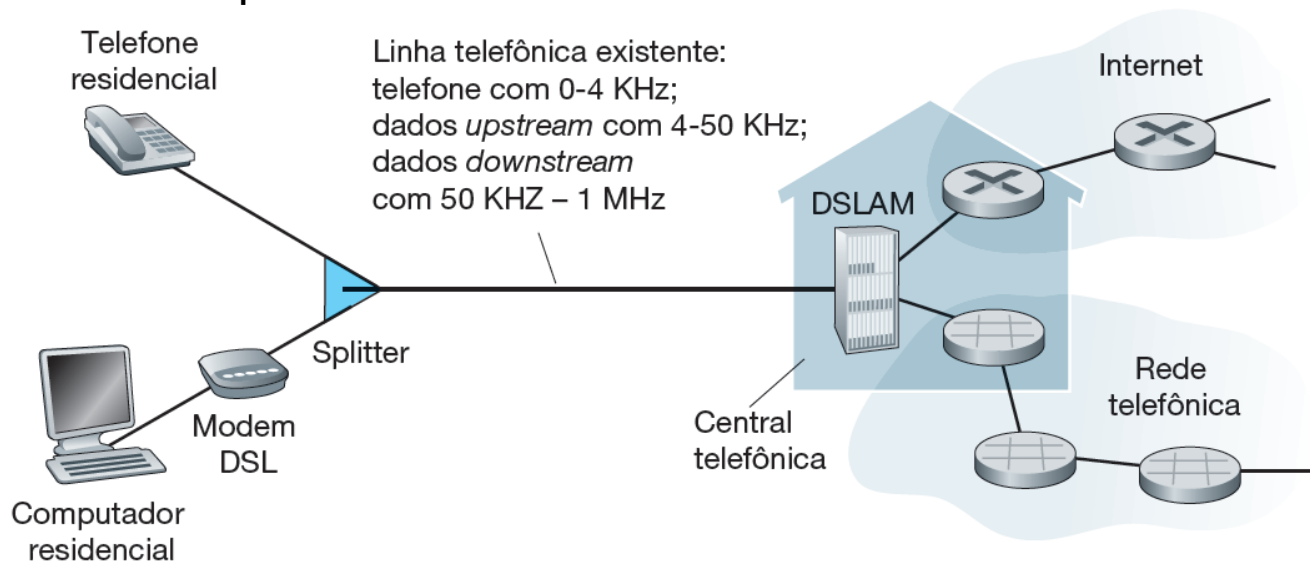 Telefone
residencial
Linha telefônica existente:
telefone com 0-4 KHz;
dados upstream com 4-50 KHz;
dados downstream
com 50 KHZ – 1 MHz
Internet
DSLAM
Splitter
Modem
DSL
Computador
residencial
Central
telefônica
Rede
telefônica